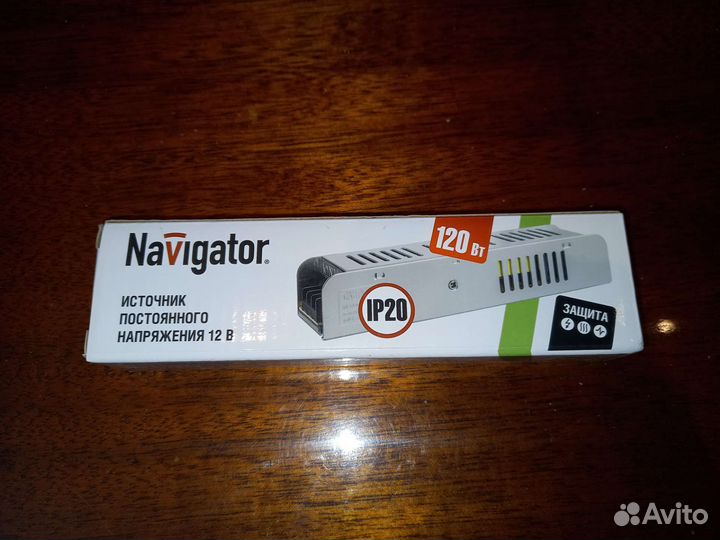 Navigator
ИСТОЧНИК
ПОСТОЯННОГО
НАПРЯЖЕНИЯ 12 В
120 Вт
IP20
ЗАЩИТА
Avito